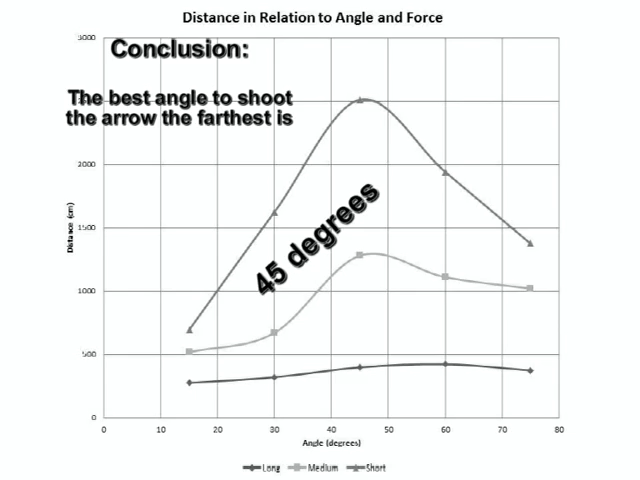 Distance in Relation to Angle and Force
3000
Conclusion:
The best angle to shoot
the arrow the farthest is
2000
45 degrees
1500
Distance (cm)
1000
500
0
0 10 20 30 40 50 60 70 80
Angle (degrees)
Long Medium Short